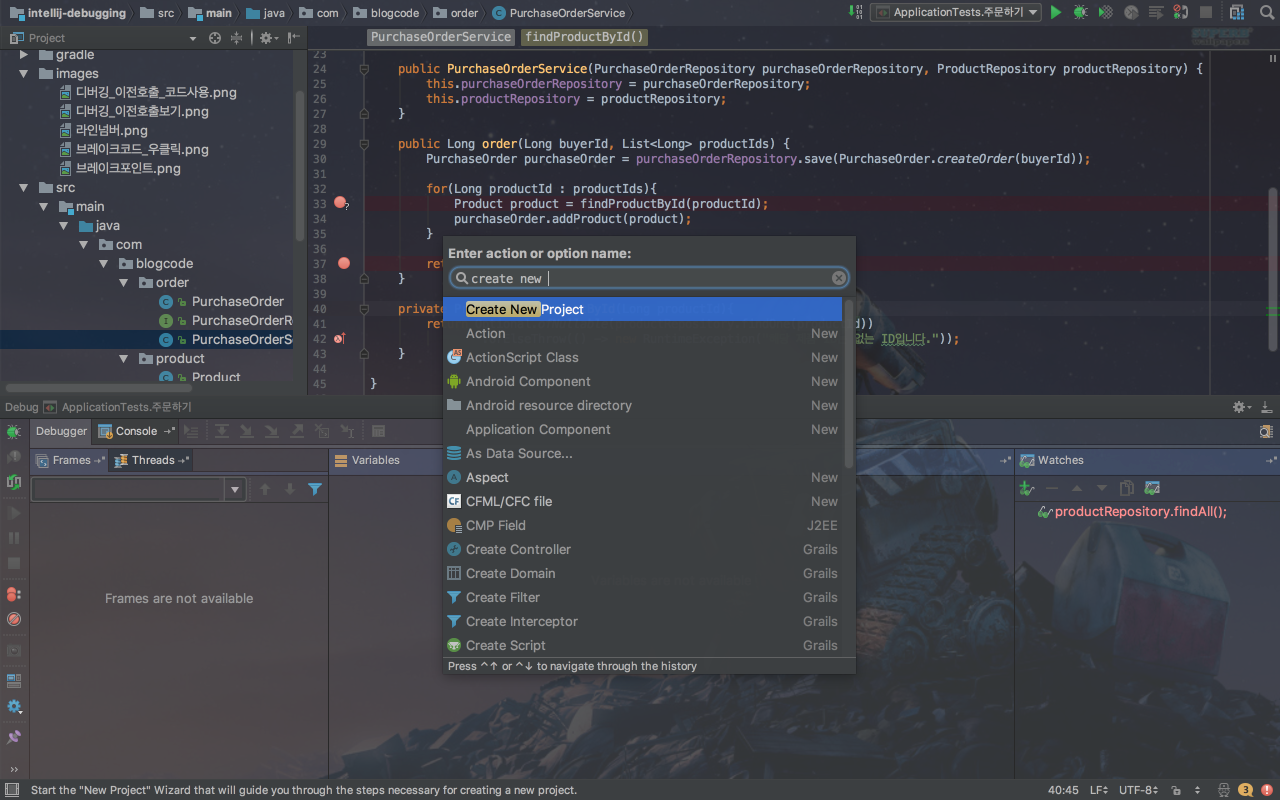 intellij-debugging
src
main
java
com
blogcode
order
PurchaseOrderService
ApplicationTests.주문하기
Project
PurchaseOrderService
findProductById()
gradle
images
디버깅_이전호출_코드사용.png
디버깅_이전호출보기.png
라인넘버.png
브레이크코드_우클릭.png
브레이크포인트.png
src
main
java
com
blogcode
order
PurchaseOrder
PurchaseOrderR
PurchaseOrderS
product
Product
23
24 public PurchaseOrderService(PurchaseOrderRepository purchaseOrderRepository, ProductRepository productRepository) {
25 this.purchaseOrderRepository = purchaseOrderRepository;
26 this.productRepository = productRepository;
27 }
28
29 public Long order(Long buyerId, List<Long> productIds) {
30 PurchaseOrder purchaseOrder = purchaseOrderRepository.save(PurchaseOrder.createOrder(buyerId));
31
32 for(Long productId : productIds){
33 Product product = findProductById(productId);
34 purchaseOrder.addProduct(product);
35 }
36
37 ret
38 }
39
40 private
41 ret d))
42 없는 ID입니다."));
43 }
44
45 }
Enter action or option name:
create new
Create New Project
Action New
ActionScript Class New
Android Component New
Android resource directory New
Application Component New
As Data Source...
Aspect New
CFML/CFC file New
CMP Field J2EE
Create Controller Grails
Create Domain Grails
Create Filter Grails
Create Interceptor Grails
Create Script Grails
Press ⌃↑ or ⌃↓ to navigate through the history
Debug ApplicationTests.주문하기
Debugger
Console
Frames
Threads
Variables
Watches
Frames are not available
productRepository.findAll();
Start the "New Project" Wizard that will guide you through the steps necessary for creating a new project.
40:45 LF UTF-8 3